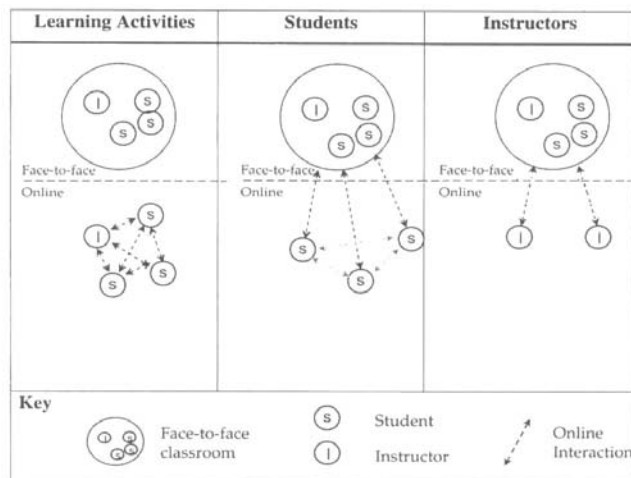 Learning Activities Students Instructors
I S S S
I S S S
I S S S
Face-to-face Face-to-face Face-to-face
Online Online Online
I S S S
S S S
I I
Key
I S S S
Face-to-face
classroom
S Student
I Instructor
Online
Interaction